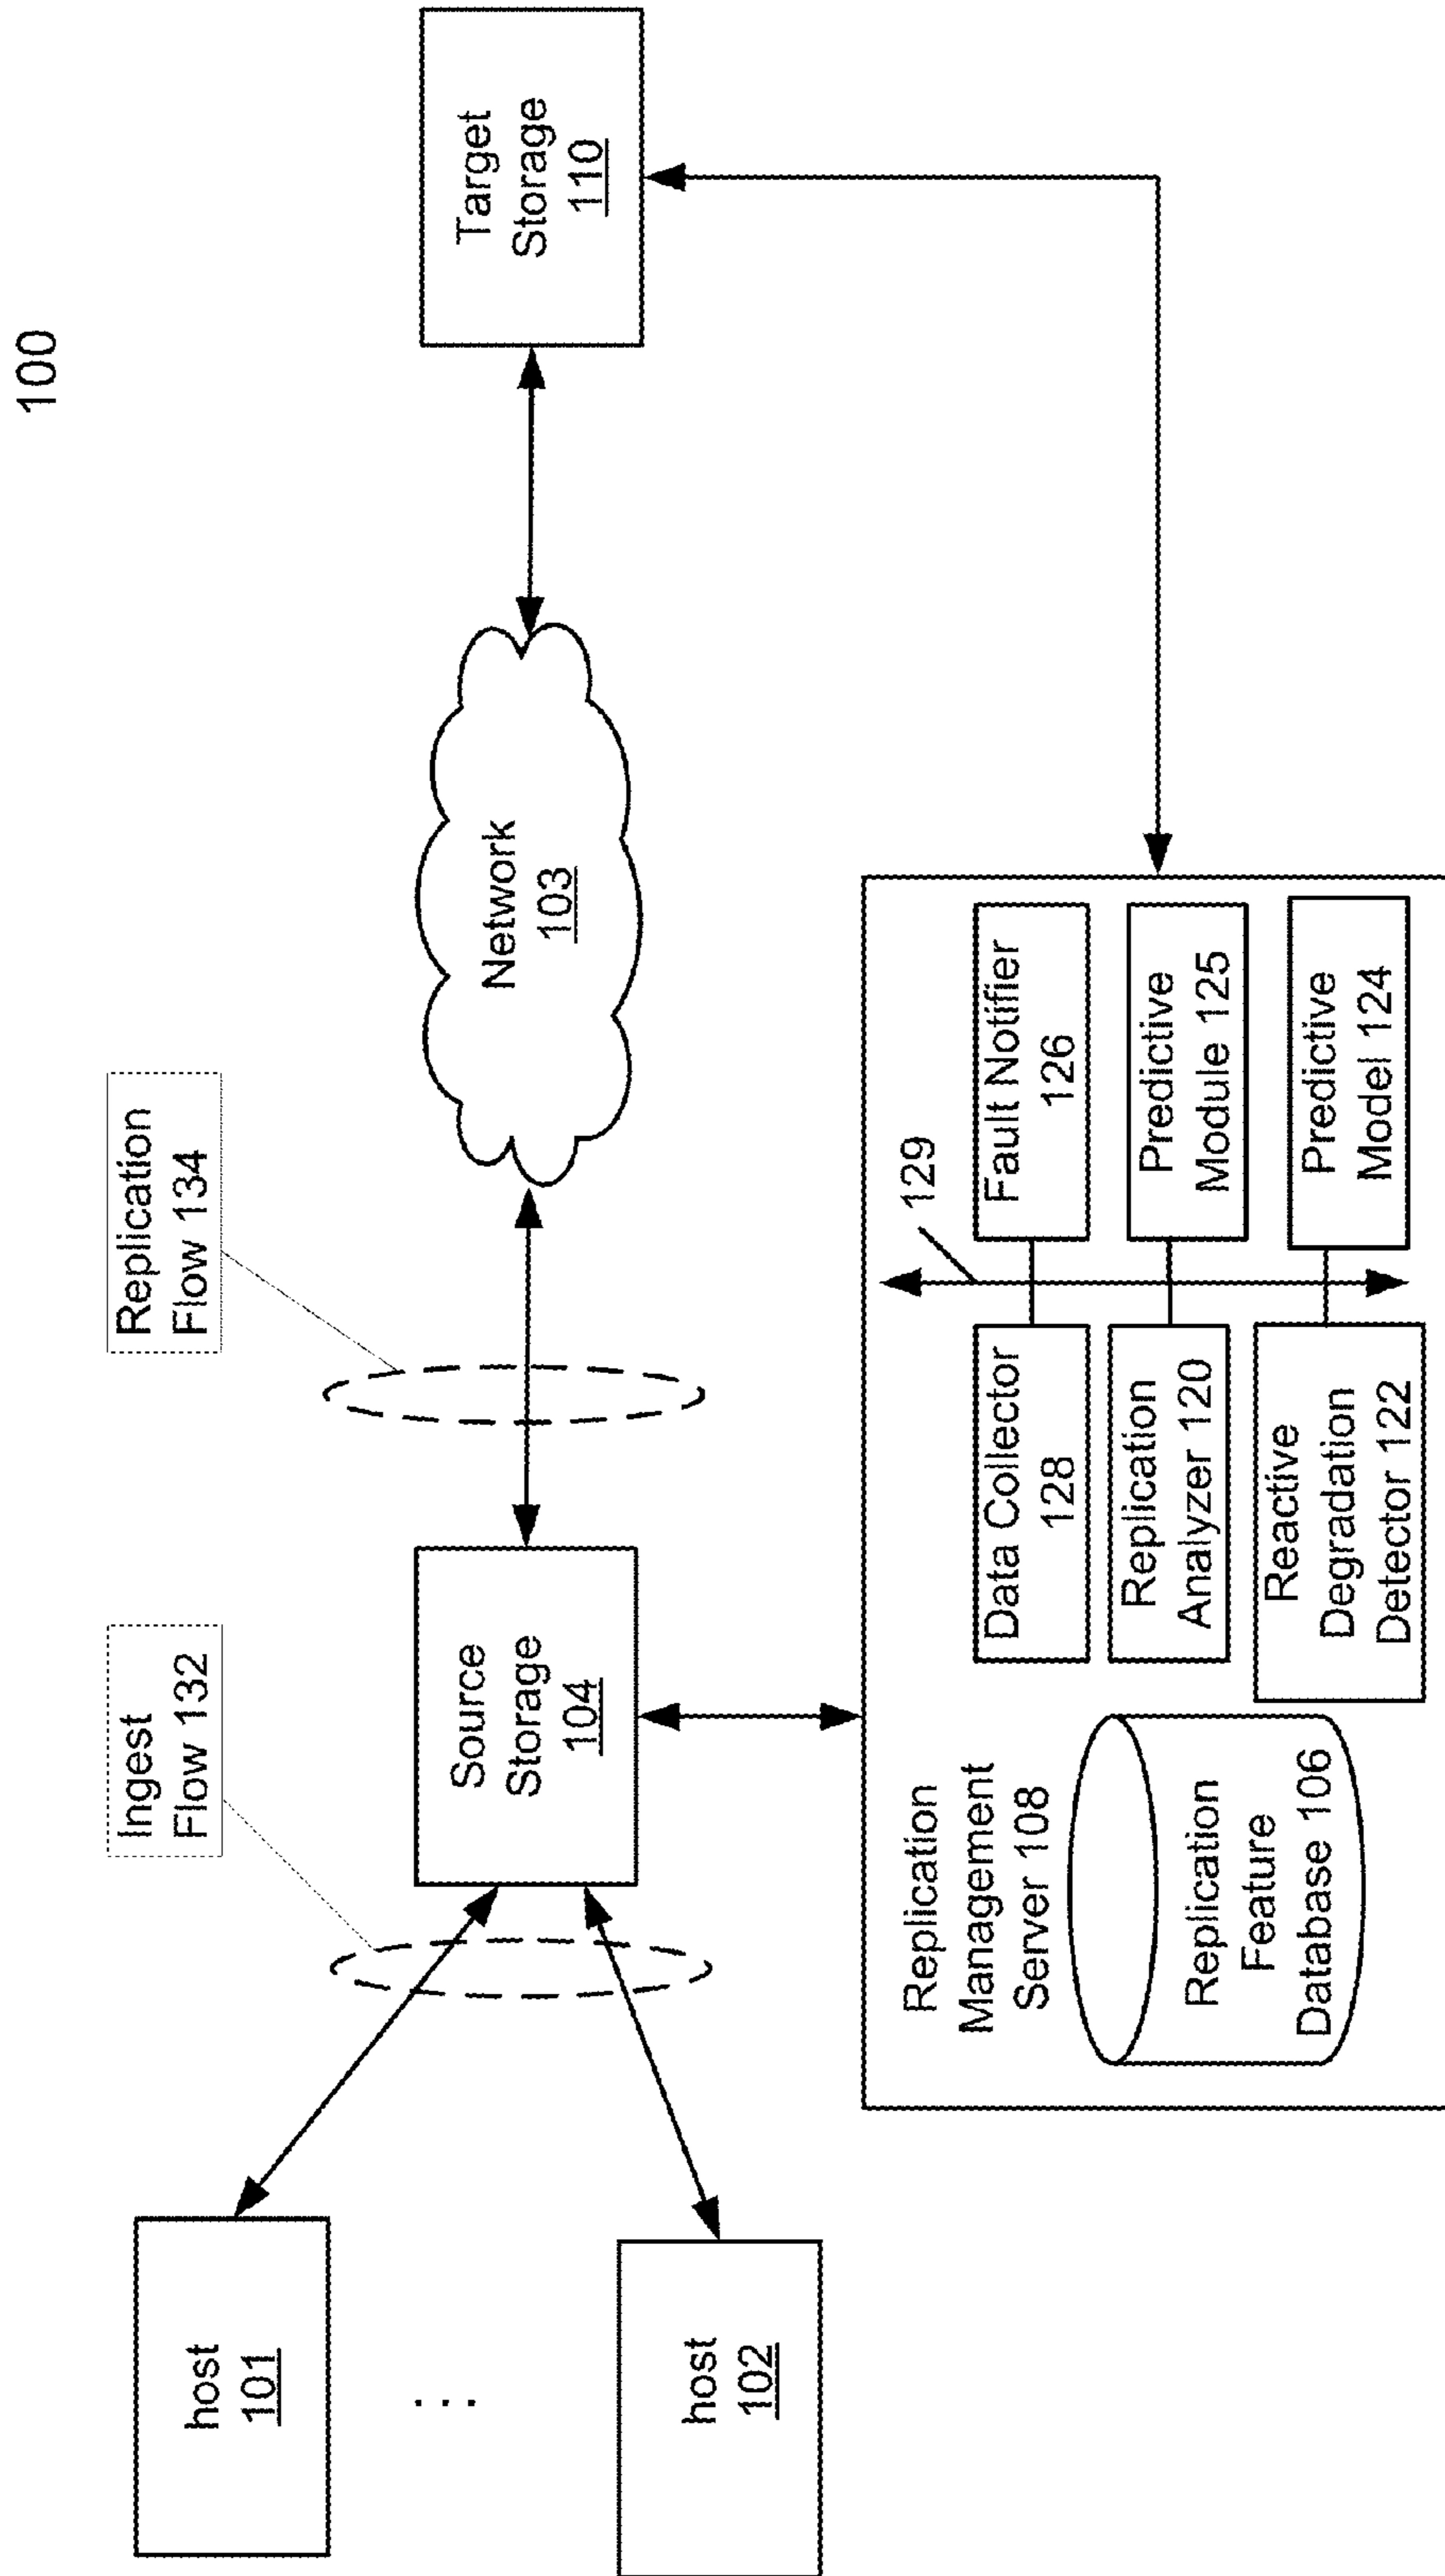 100
Ingest
Flow 132
Replication
Flow 134
host
101
. . .
host
102
Source
Storage
104
Network
103
Target
Storage
110
Replication
Management
Server 108
Replication
Feature
Database 106
Data Collector
128
Replication
Analyzer 120
Reactive
Degradation
Detector 122
129
Fault Notifier
126
Predictive
Module 125
Predictive
Model 124